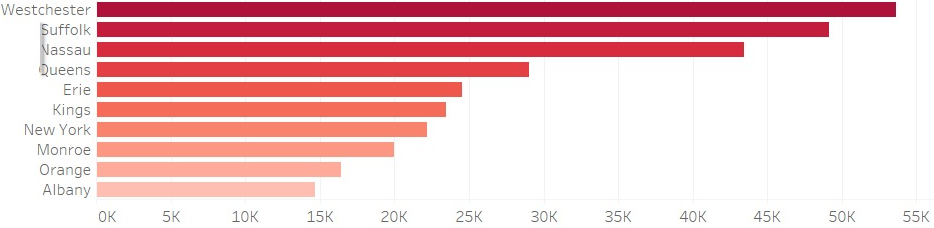 Westchester
Suffolk
Nassau
Queens
Erie
Kings
New York
Monroe
Orange
Albany
0K 5K 10K 15K 20K 25K 30K 35K 40K 45K 50K 55K